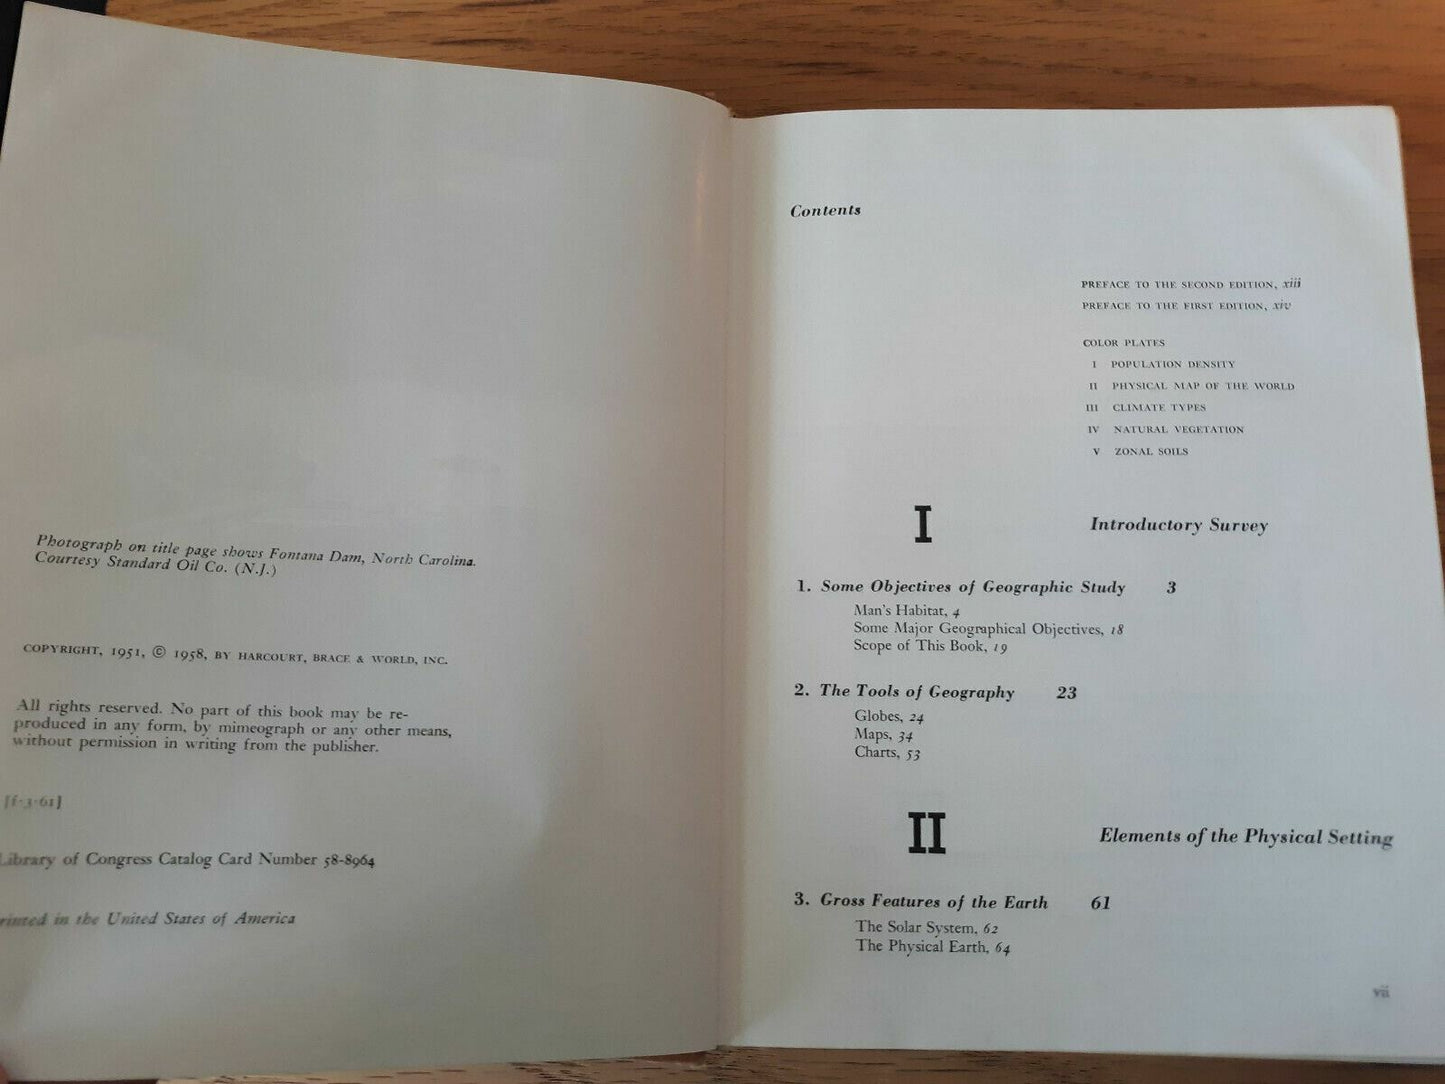 Photograph on title page shows Fontana Dam, North Carolina.
Courtesy Standard Oil Co. (N.J.)
COPYRIGHT, 1951, © 1958, BY HARCOURT, BRACE & WORLD, INC.
All rights reserved. No part of this book may be re-
produced in any form, by mimeograph or any other means,
without permission in writing from the publisher.
[f·3·61]
Library of Congress Catalog Card Number 58-8964
rinted in the United States of America
Contents
PREFACE TO THE SECOND EDITION, xiii
PREFACE TO THE FIRST EDITION, xiv
COLOR PLATES
I POPULATION DENSITY
II PHYSICAL MAP OF THE WORLD
III CLIMATE TYPES
IV NATURAL VEGETATION
V ZONAL SOILS
I Introductory Survey
1. Some Objectives of Geographic Study 3
Man's Habitat, 4
Some Major Geographical Objectives, 18
Scope of This Book, 19
2. The Tools of Geography 23
Globes, 24
Maps, 34
Charts, 53
II Elements of the Physical Setting
3. Gross Features of the Earth 61
The Solar System, 62
The Physical Earth, 64
vii